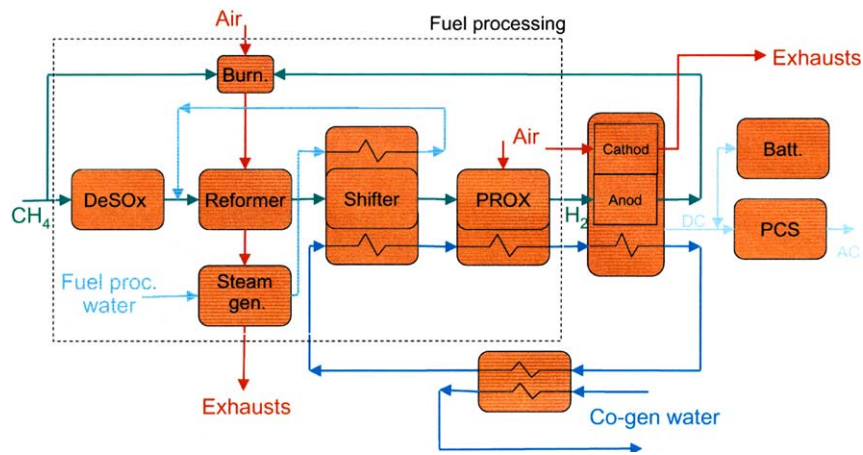 Air
Fuel processing
Burn.
Exhausts
Air
Cathod
Batt.
DeSOx
Reformer
Shifter
PROX
Anod
CH4
H2
DC
PCS
AC
Fuel proc.
water
Steam
gen.
Exhausts
Co-gen water